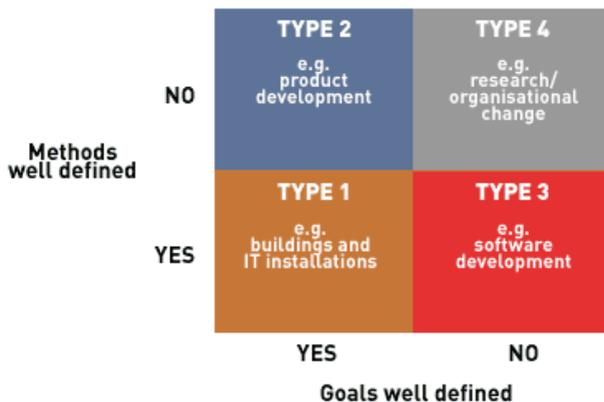 TYPE 2
e.g.
product
development
TYPE 4
e.g.
research/
organisational
change
NO
Methods
well defined
TYPE 1
e.g.
buildings and
IT installations
TYPE 3
e.g.
software
development
YES
YES
NO
Goals well defined